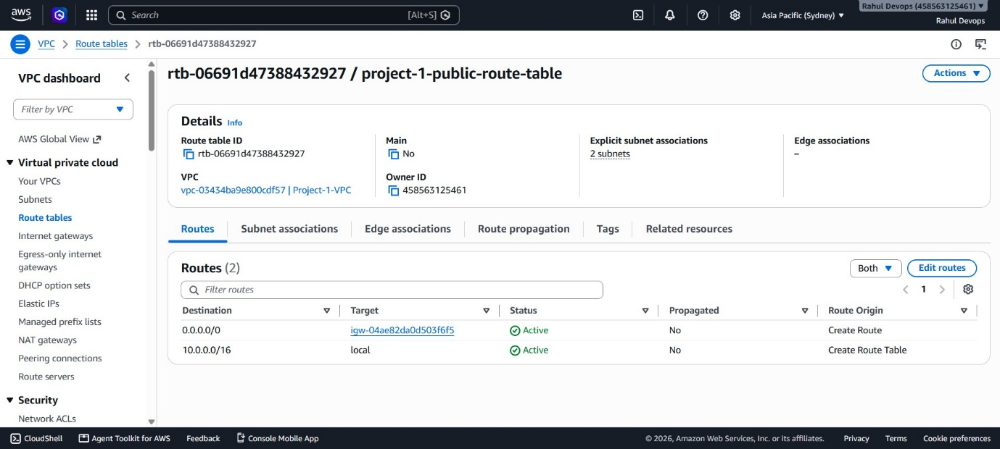 aws
Search [Alt+S]
Asia Pacific (Sydney)
Rahul Devops (458563125461)
Rahul Devops
VPC
Route tables
rtb-06691d47388432927
VPC dashboard
Filter by VPC
AWS Global View
Virtual private cloud
Your VPCs
Subnets
Route tables
Internet gateways
Egress-only internet
gateways
DHCP option sets
Elastic IPs
Managed prefix lists
NAT gateways
Peering connections
Route servers
Security
Network ACLs
rtb-06691d47388432927 / project-1-public-route-table
Actions
Details Info
Route table ID
rtb-06691d47388432927
VPC
vpc-03434ba9e800cdf57 | Project-1-VPC
Main
No
Owner ID
458563125461
Explicit subnet associations
2 subnets
Edge associations
–
Routes Subnet associations Edge associations Route propagation Tags Related resources
Routes (2)
Both
Edit routes
Filter routes
1
Destination Target Status Propagated Route Origin
0.0.0.0/0 igw-04ae82da0d503f6f5 Active No Create Route
10.0.0.0/16 local Active No Create Route Table
CloudShell Agent Toolkit for AWS Feedback Console Mobile App
© 2026, Amazon Web Services, Inc. or its affiliates. Privacy Terms Cookie preferences